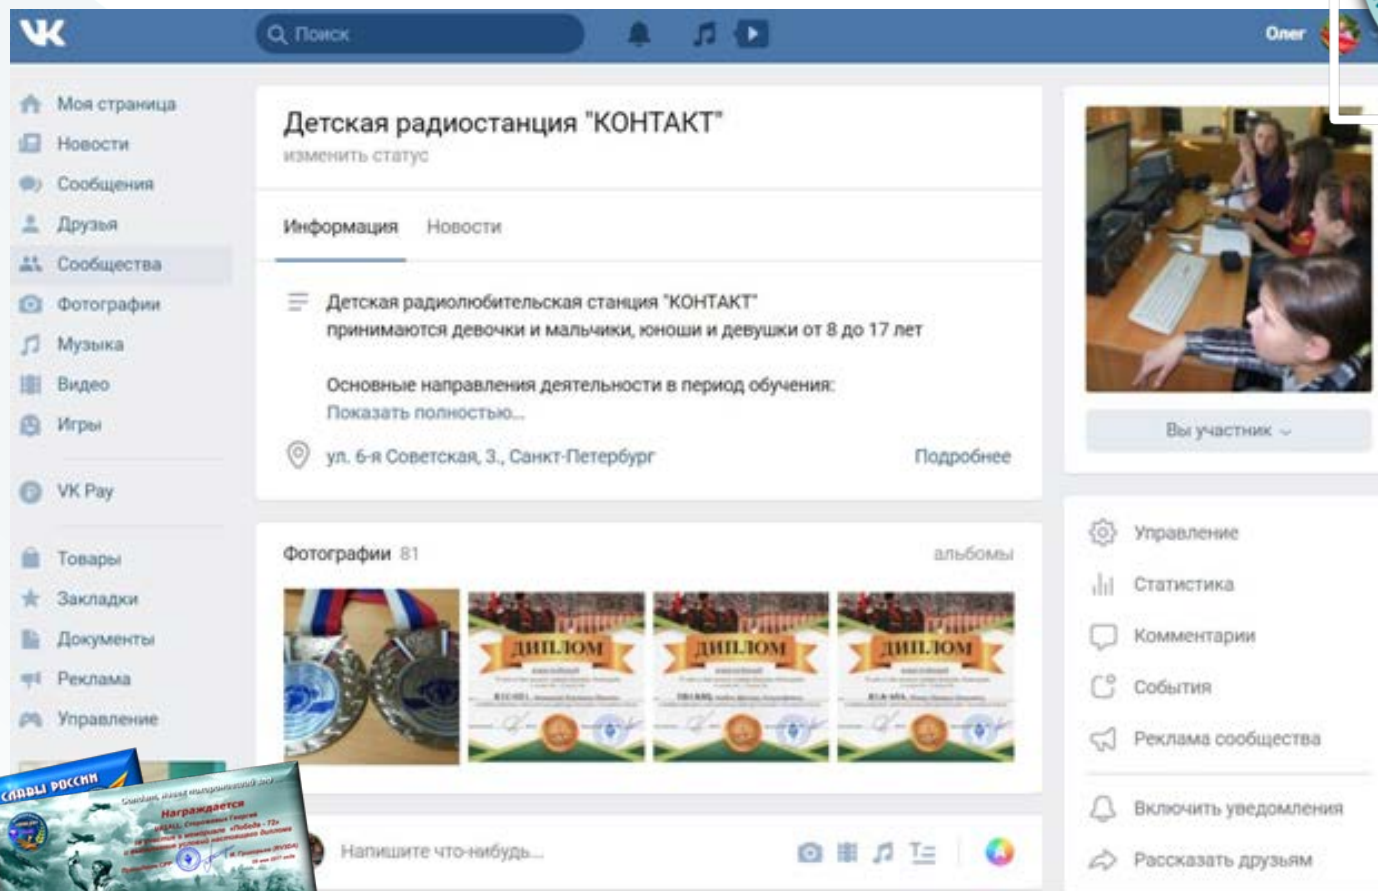 VK
Поиск
Олег
Моя страница
Новости
Сообщения
Друзья
Сообщества
Фотографии
Музыка
Видео
Игры
VK Pay
Товары
Закладки
Документы
Реклама
Управление
Детская радиостанция "КОНТАКТ"
изменить статус
Информация Новости
Детская радиолюбительская станция "КОНТАКТ"
принимаются девочки и мальчики, юноши и девушки от 8 до 17 лет
Основные направления деятельности в период обучения:
Показать полностью...
ул. 6-я Советская, 3., Санкт-Петербург Подробнее
Фотографии 81 альбомы
ДИПЛОМ
ДИПЛОМ
ДИПЛОМ
Напишите что-нибудь...
Вы участник
Управление
Статистика
Комментарии
События
Реклама сообщества
Включить уведомления
Рассказать друзьям
СЛАВЫ РОССИИ
Награждается